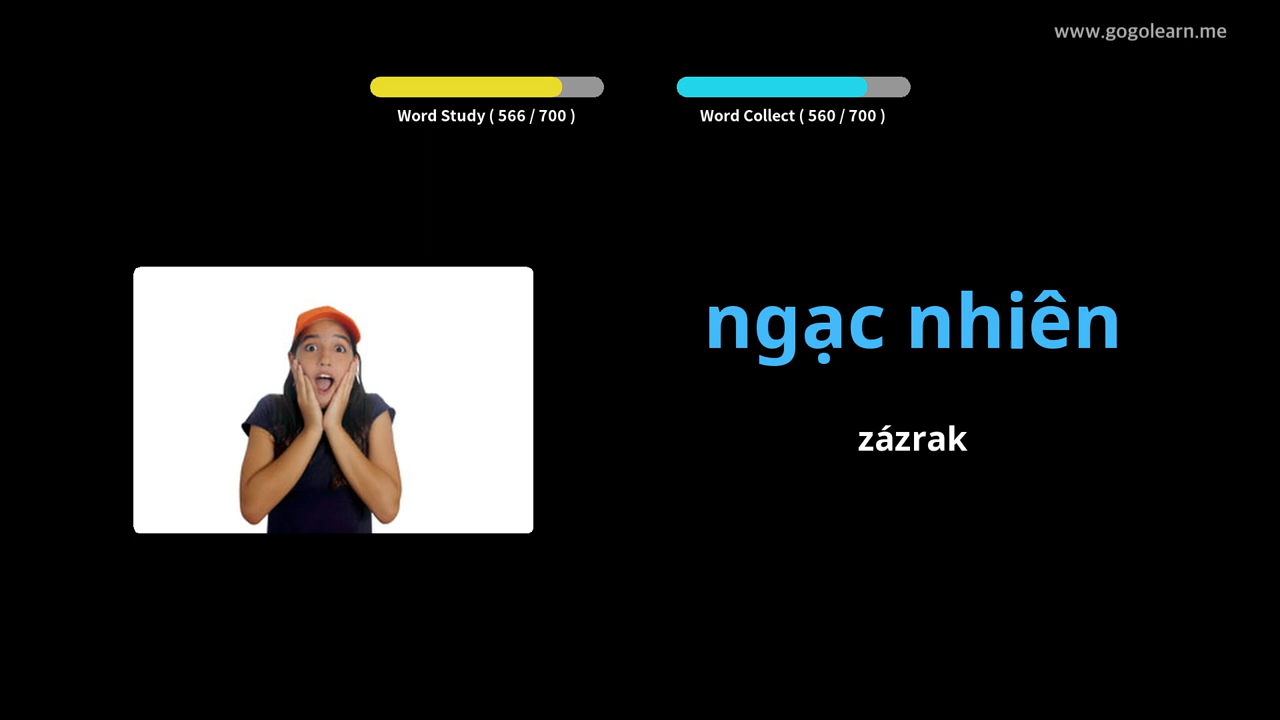 www.gogolearn.me
Word Study ( 566 / 700 )
Word Collect ( 560 / 700 )
ngạc nhiên
zázrak